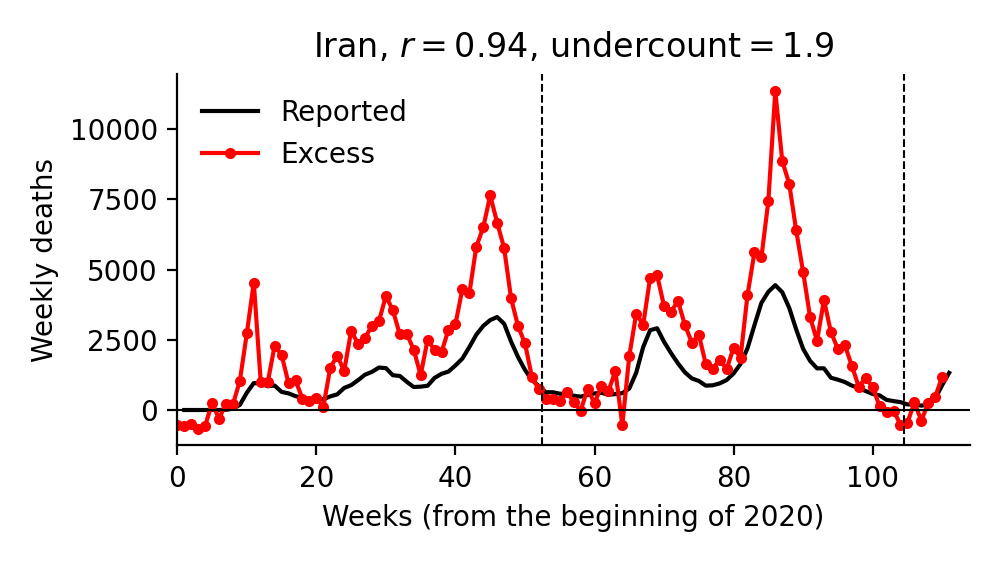 Iran, r = 0.94, undercount = 1.9
Reported
Excess
Weekly deaths
10000
7500
5000
2500
0
0 20 40 60 80 100
Weeks (from the beginning of 2020)